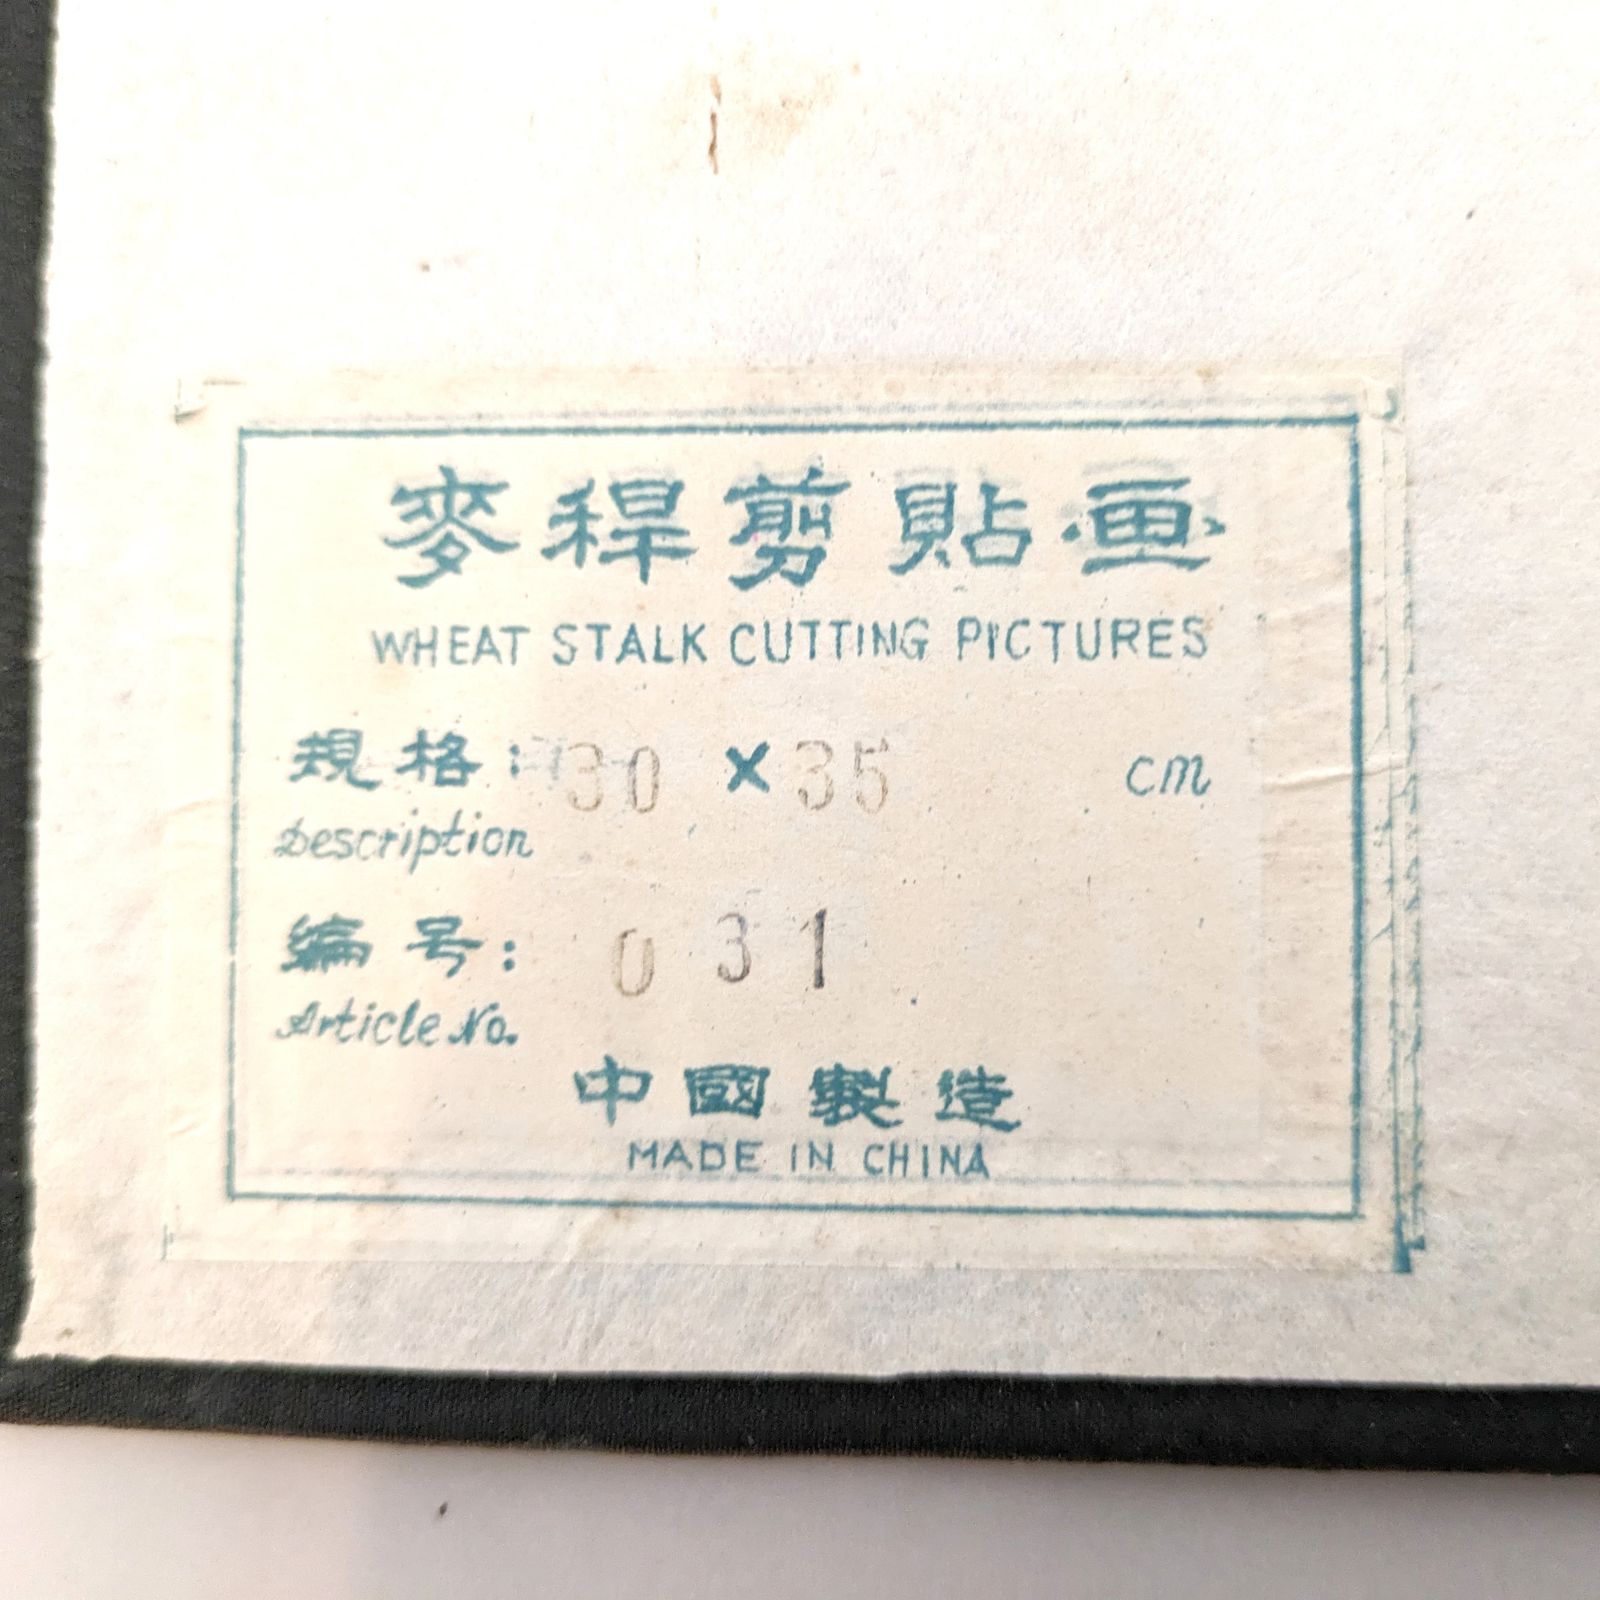 麥稈剪貼画
WHEAT STALK CUTTING PICTURES
規格: 30 × 35 cm
Description
编号: 031
Article No.
中國製造
MADE IN CHINA